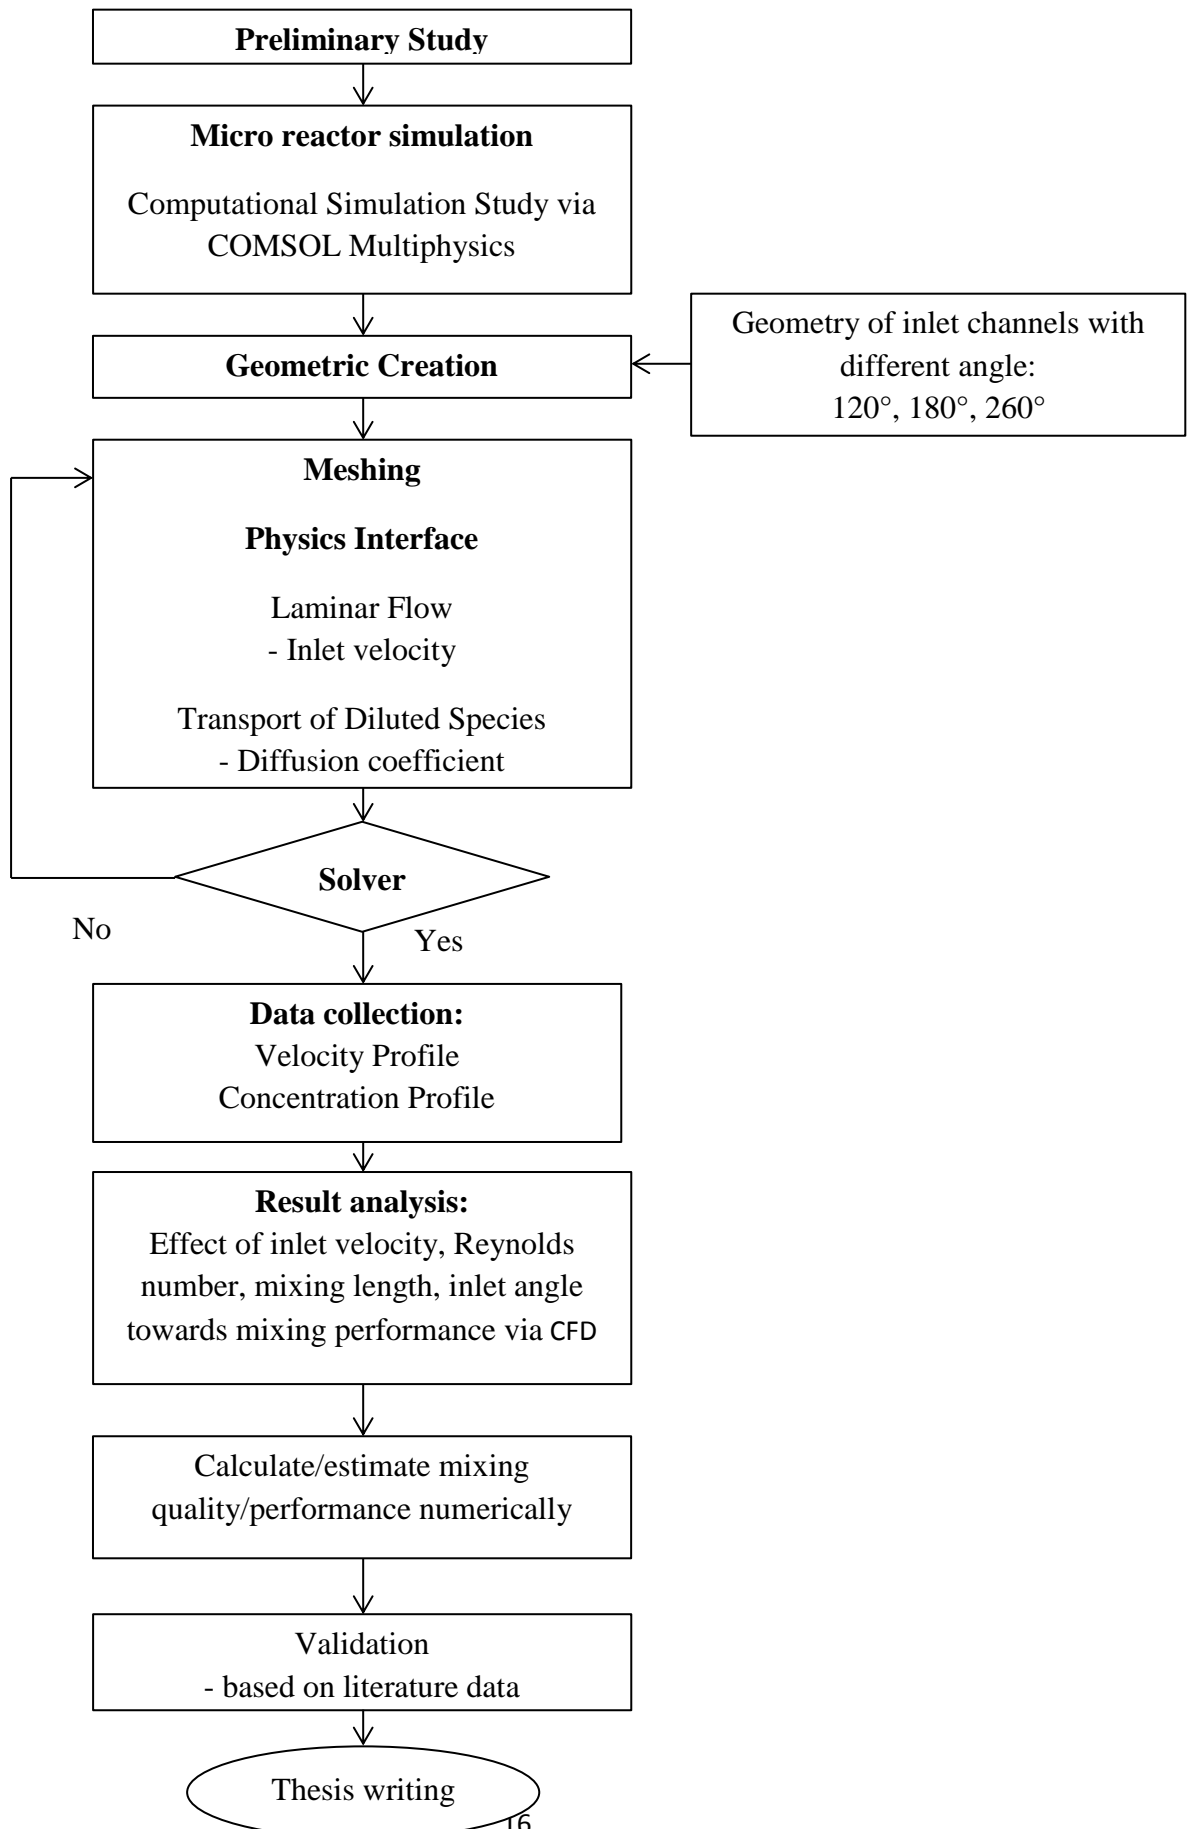 Preliminary Study
Micro reactor simulation
Computational Simulation Study via
COMSOL Multiphysics
Geometric Creation
Geometry of inlet channels with
different angle:
120°, 180°, 260°
Meshing
Physics Interface
Laminar Flow
- Inlet velocity
Transport of Diluted Species
- Diffusion coefficient
Solver
No
Yes
Data collection:
Velocity Profile
Concentration Profile
Result analysis:
Effect of inlet velocity, Reynolds
number, mixing length, inlet angle
towards mixing performance via CFD
Calculate/estimate mixing
quality/performance numerically
Validation
- based on literature data
Thesis writing
16